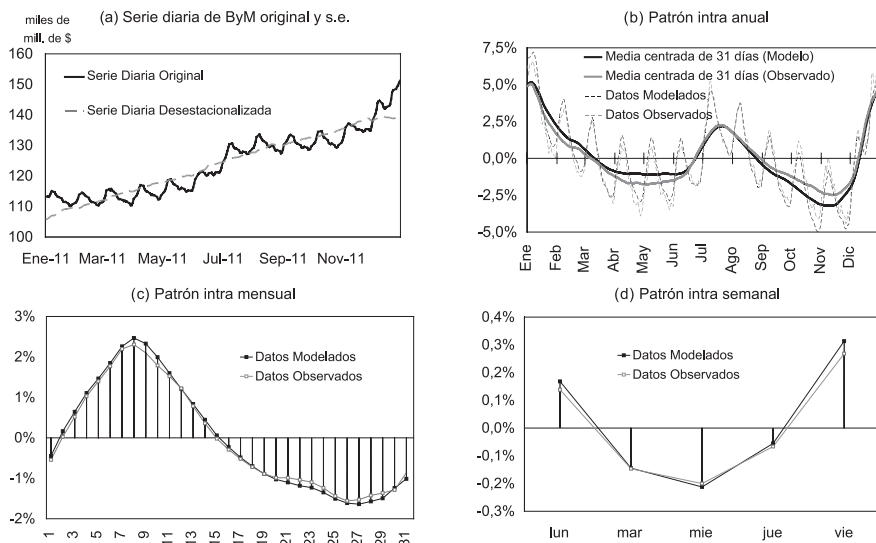 (a) Serie diaria de ByM original y s.e.
miles de
mill. de $
160
150
140
130
120
110
100
Serie Diaria Original
Serie Diaria Desestacionalizada
Ene-11 Mar-11 May-11 Jul-11 Sep-11 Nov-11
(b) Patrón intra anual
7,5%
5,0%
2,5%
0,0%
-2,5%
-5,0%
Media centrada de 31 días (Modelo)
Media centrada de 31 días (Observado)
Datos Modelados
Datos Observados
Ene Feb Mar Abr May Jun Jul Ago Sep Oct Nov Dic
(c) Patrón intra mensual
3%
2%
1%
0%
-1%
-2%
Datos Modelados
Datos Observados
1 3 5 7 9 11 13 15 17 19 21 23 25 27 29 31
(d) Patrón intra semanal
0,4%
0,3%
0,2%
0,1%
0,0%
-0,1%
-0,2%
-0,3%
Datos Modelados
Datos Observados
lun mar mie jue vie